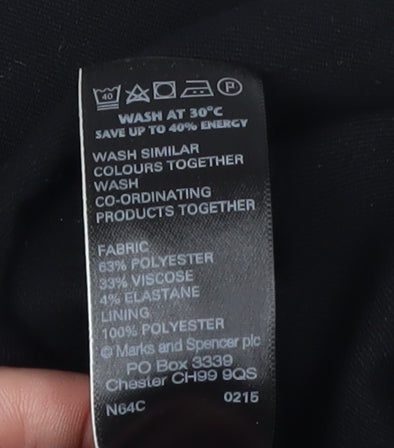 40 P
WASH AT 30°C
SAVE UP TO 40% ENERGY
WASH SIMILAR
COLOURS TOGETHER
WASH
CO-ORDINATING
PRODUCTS TOGETHER
FABRIC
63% POLYESTER
33% VISCOSE
4% ELASTANE
LINING
100% POLYESTER
© Marks and Spencer plc
PO Box 3339
Chester CH99 9QS
N64C 0215